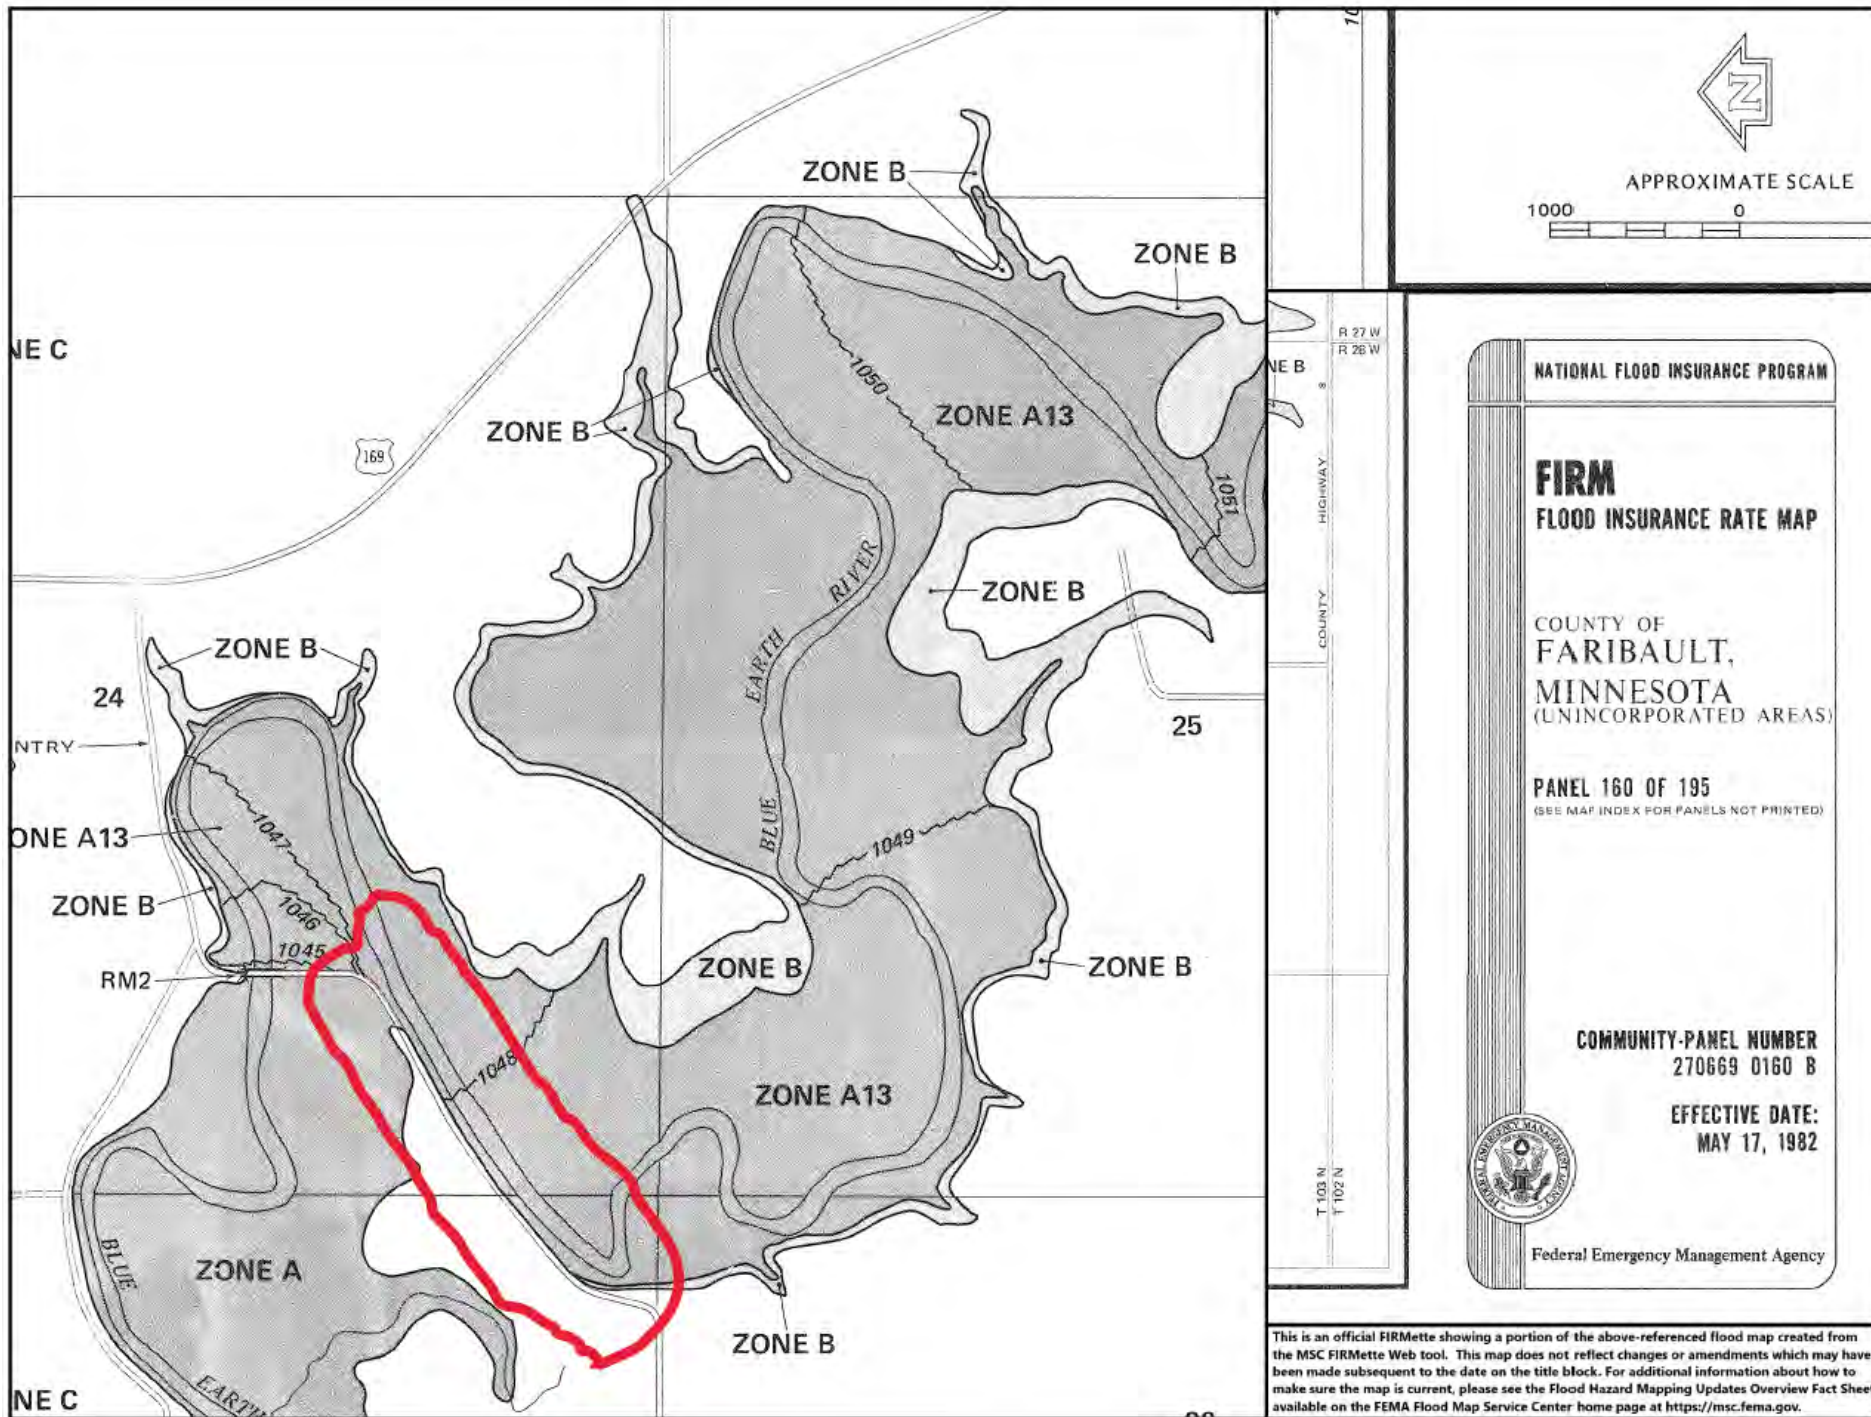 ZONE B
ZONE B
NE C
1050
ZONE A13
ZONE B
169
1051
RIVER
ZONE B
EARTH
ZONE B
24
25
NTRY
1047
BLUE
1049
ONE A13
ZONE B
1046
1045
RM2
ZONE B
ZONE B
1048
ZONE A13
BLUE
ZONE A
ZONE B
EARTH
NE C
10
N
APPROXIMATE SCALE
1000 0
R 27 W
R 28 W
NE B
8
HIGHWAY
COUNTY
T 103 N
T 102 N
NATIONAL FLOOD INSURANCE PROGRAM
FIRM
FLOOD INSURANCE RATE MAP
COUNTY OF
FARIBAULT,
MINNESOTA
(UNINCORPORATED AREAS)
PANEL 160 OF 195
(SEE MAP INDEX FOR PANELS NOT PRINTED)
COMMUNITY-PANEL NUMBER
270669 0160 B
EFFECTIVE DATE:
MAY 17, 1982
FEDERAL EMERGENCY MANAGEMENT AGENCY
Federal Emergency Management Agency
This is an official FIRMette showing a portion of the above-referenced flood map created from
the MSC FIRMette Web tool. This map does not reflect changes or amendments which may have
been made subsequent to the date on the title block. For additional information about how to
make sure the map is current, please see the Flood Hazard Mapping Updates Overview Fact Shee
available on the FEMA Flood Map Service Center home page at https://msc.fema.gov.